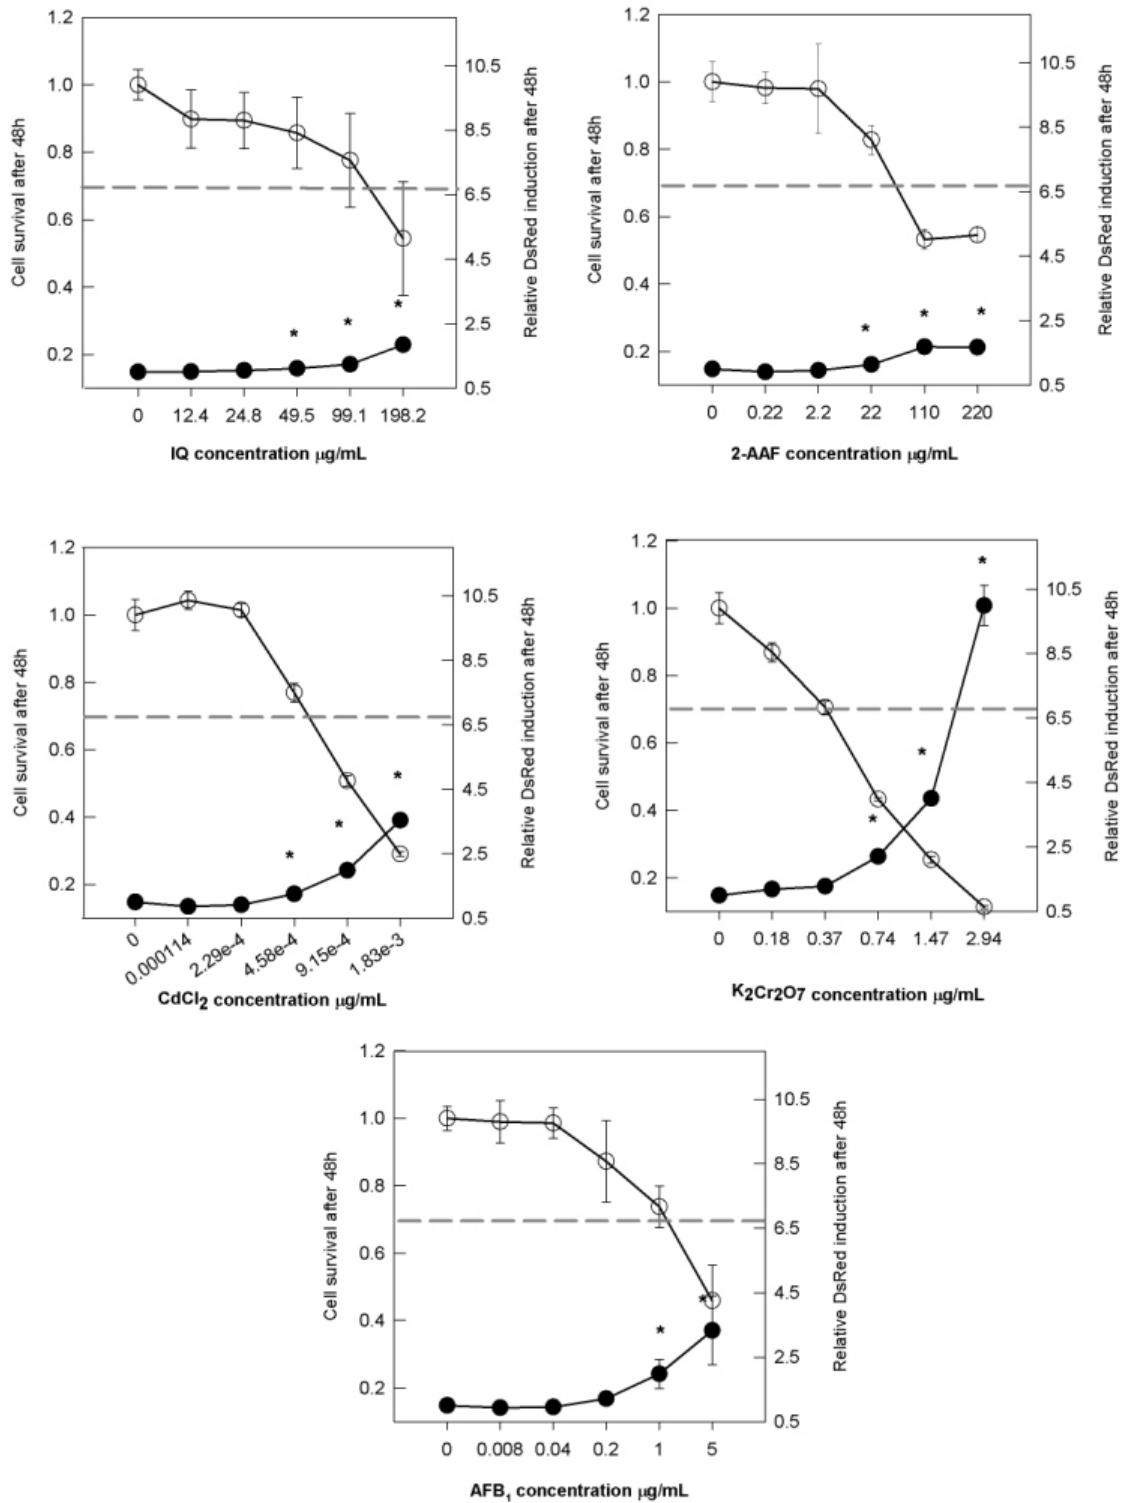 1.2
1.0
0.8
0.6
0.4
0.2
Cell survival after 48h
10.5
8.5
6.5
4.5
2.5
0.5
Relative DsRed induction after 48h
* * *
0 12.4 24.8 49.5 99.1 198.2
IQ concentration μg/mL
1.2
1.0
0.8
0.6
0.4
0.2
Cell survival after 48h
10.5
8.5
6.5
4.5
2.5
0.5
Relative DsRed induction after 48h
* * *
0 0.22 2.2 22 110 220
2-AAF concentration μg/mL
1.2
1.0
0.8
0.6
0.4
0.2
Cell survival after 48h
10.5
8.5
6.5
4.5
2.5
0.5
Relative DsRed induction after 48h
* * *
0 0.000114 2.29e-4 4.58e-4 9.15e-4 1.83e-3
CdCl₂ concentration μg/mL
1.2
1.0
0.8
0.6
0.4
0.2
Cell survival after 48h
10.5
8.5
6.5
4.5
2.5
0.5
Relative DsRed induction after 48h
* * *
0 0.18 0.37 0.74 1.47 2.94
K₂Cr₂O₇ concentration μg/mL
1.2
1.0
0.8
0.6
0.4
0.2
Cell survival after 48h
10.5
8.5
6.5
4.5
2.5
0.5
Relative DsRed induction after 48h
* *
0 0.008 0.04 0.2 1 5
AFB₁ concentration μg/mL